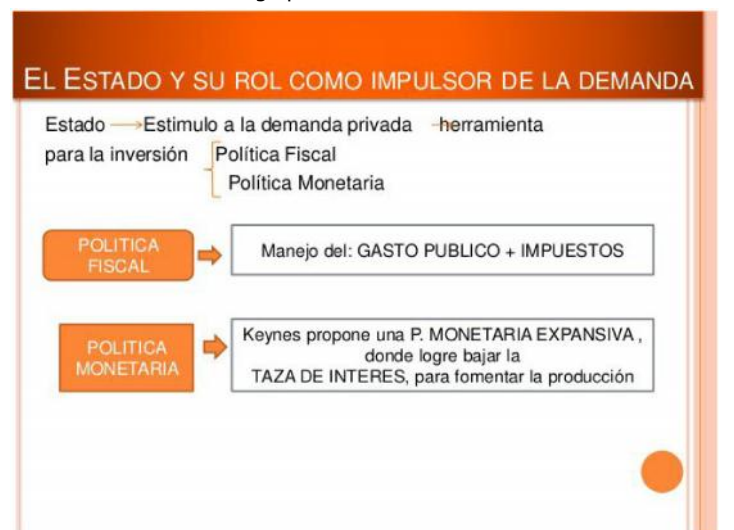 EL ESTADO Y SU ROL COMO IMPULSOR DE LA DEMANDA
Estado → Estimulo a la demanda privada → herramienta
para la inversión
Política Fiscal
Política Monetaria
POLITICA
FISCAL
Manejo del: GASTO PUBLICO + IMPUESTOS
POLITICA
MONETARIA
Keynes propone una P. MONETARIA EXPANSIVA ,
donde logre bajar la
TAZA DE INTERES, para fomentar la producción